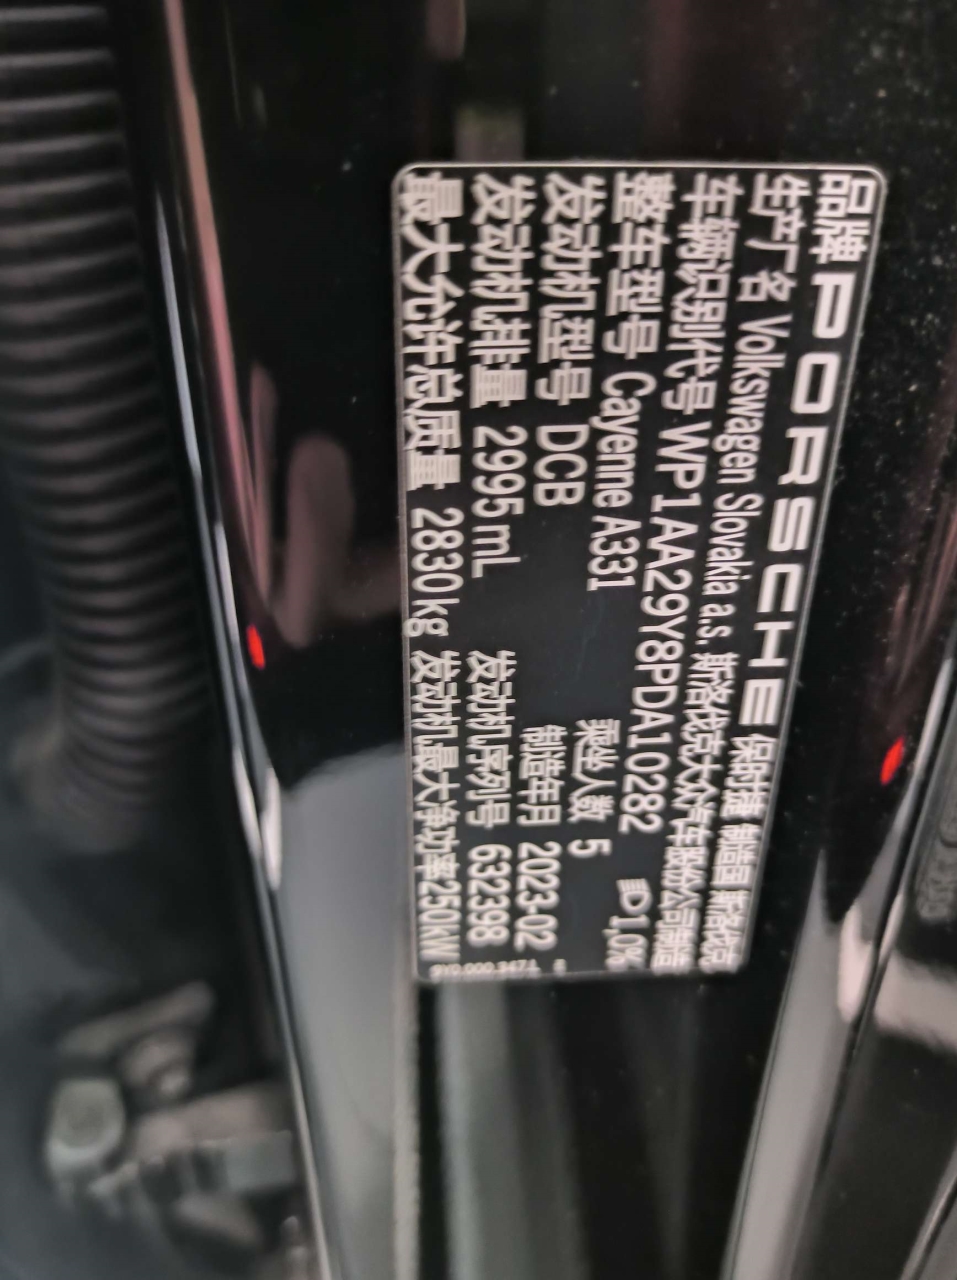 品牌 PORSCHE 保时捷 制造国 斯洛伐克
生产厂名 Volkswagen Slovakia a.s. 斯洛伐克大众汽车股份公司制造
车辆识别代号 WP1AA29Y8PDA10282 1,0%
整车型号 Cayenne A331 乘坐人数 5
发动机型号 DCB 制造年月 2023-02
发动机排量 2995mL 发动机序列号 632398
最大允许总质量 2830kg 发动机最大净功率250kW